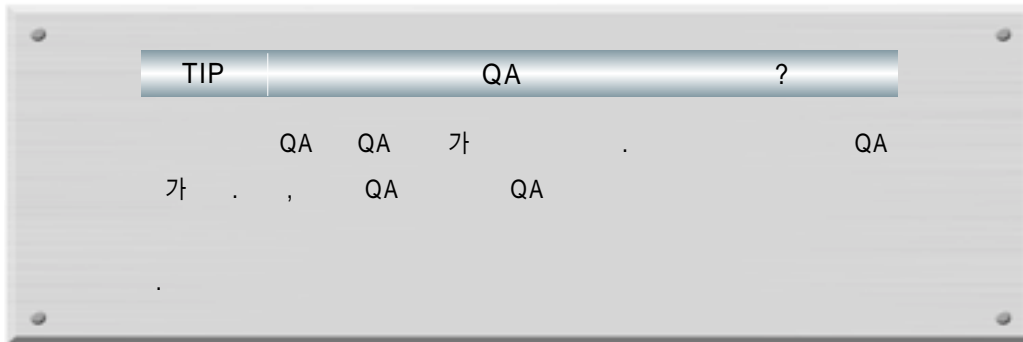 TIP QA ?
QA QA 가 . QA
가 . , QA QA
.